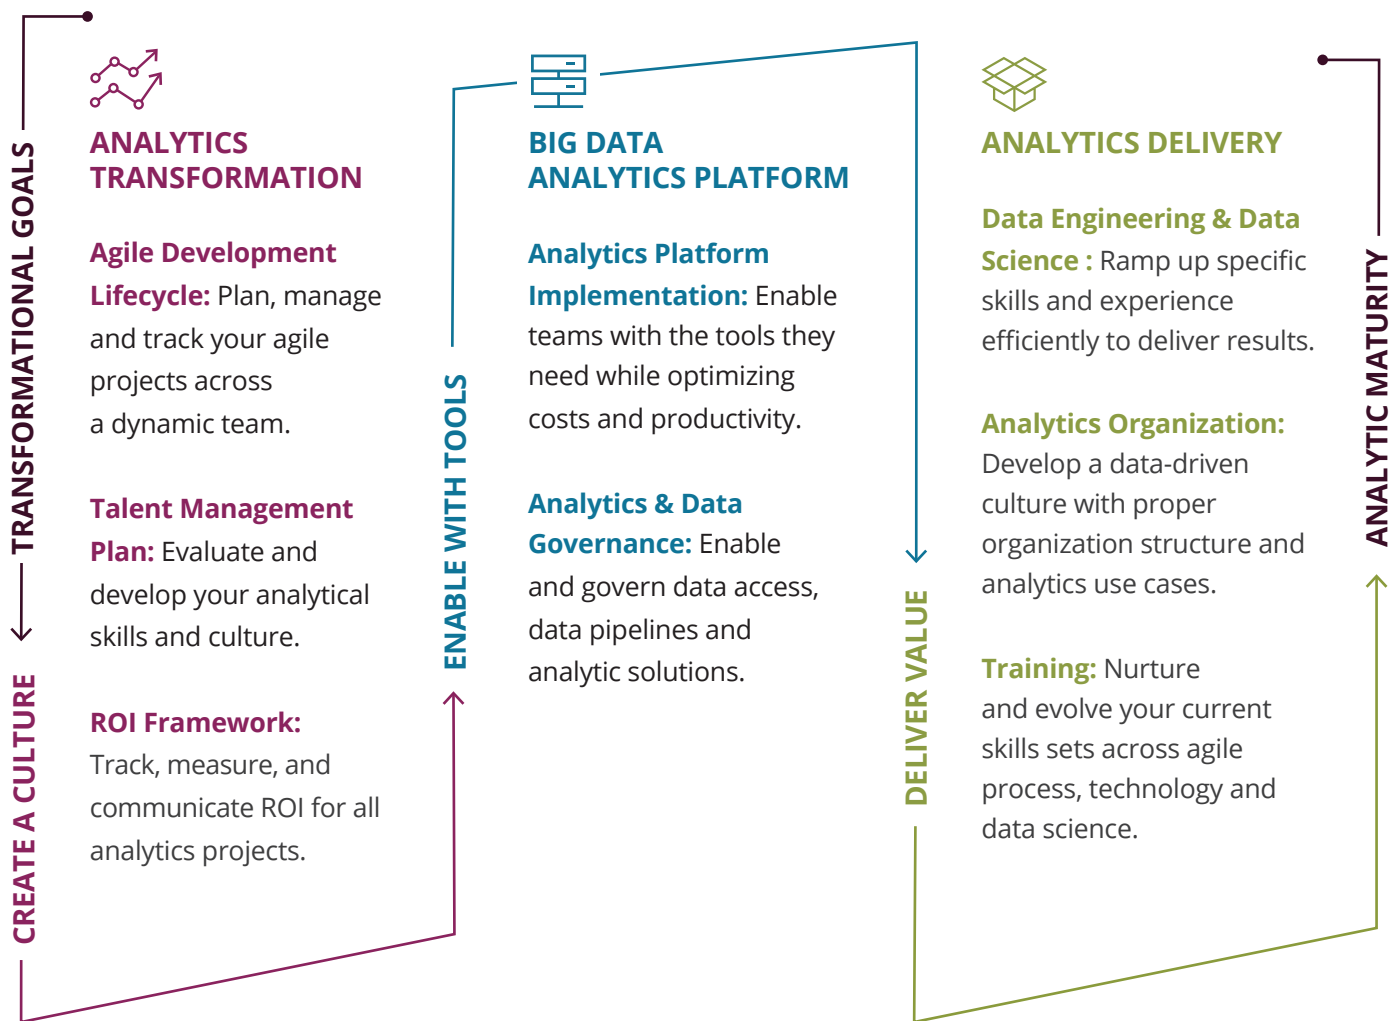 TRANSFORMATIONAL GOALS
CREATE A CULTURE
ANALYTICS
TRANSFORMATION
Agile Development
Lifecycle: Plan, manage
and track your agile
projects across
a dynamic team.
Talent Management
Plan: Evaluate and
develop your analytical
skills and culture.
ROI Framework:
Track, measure, and
communicate ROI for all
analytics projects.
ENABLE WITH TOOLS
BIG DATA
ANALYTICS PLATFORM
Analytics Platform
Implementation: Enable
teams with the tools they
need while optimizing
costs and productivity.
Analytics & Data
Governance: Enable
and govern data access,
data pipelines and
analytic solutions.
DELIVER VALUE
ANALYTICS DELIVERY
Data Engineering & Data
Science : Ramp up specific
skills and experience
efficiently to deliver results.
Analytics Organization:
Develop a data-driven
culture with proper
organization structure and
analytics use cases.
Training: Nurture
and evolve your current
skills sets across agile
process, technology and
data science.
ANALYTIC MATURITY